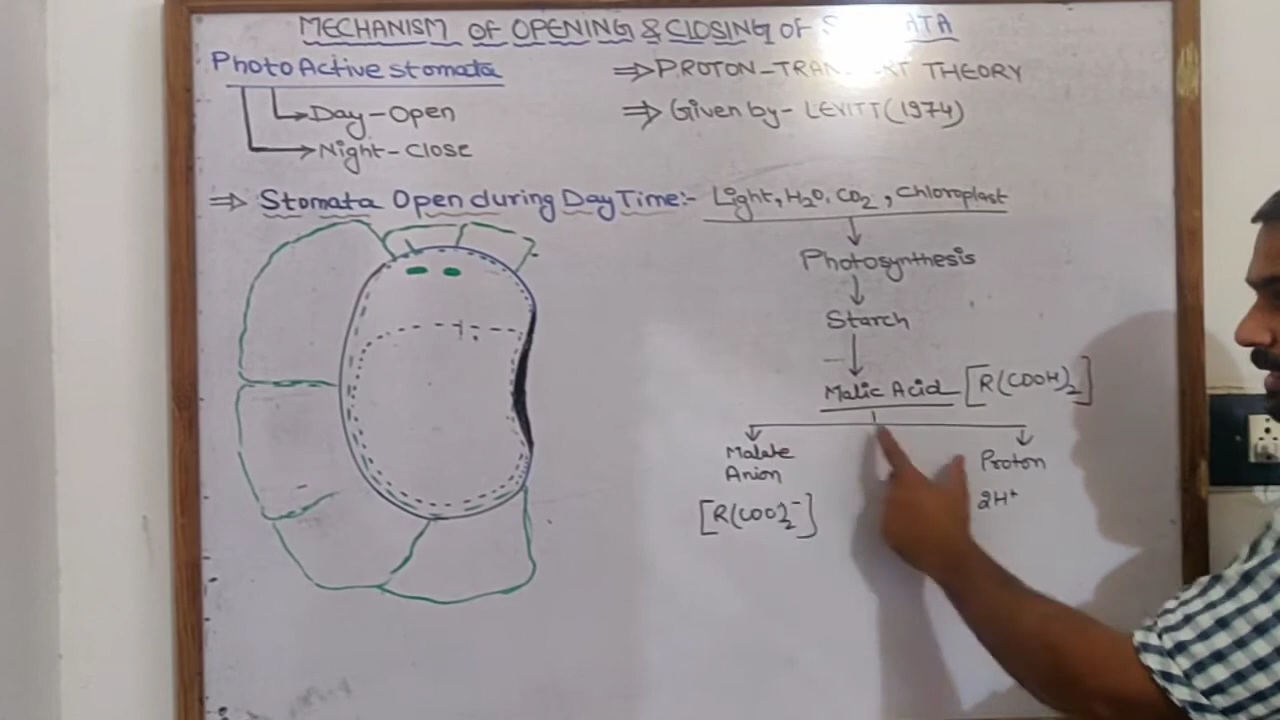 MECHANISM OF OPENING & CLOSING OF
Photo Active stomata
Day-Open
Night-Close
⇒ PROTON- THEORY
⇒ Given by- LEVITT (1974)
⇒ Stomata Open during Day Time:- Light, H2O, CO2, Chloroplast
Photosynthesis
Starch
Malic Acid [R(COOH)2]
Malate Anion
[R(COO)2-]
Proton
2H+